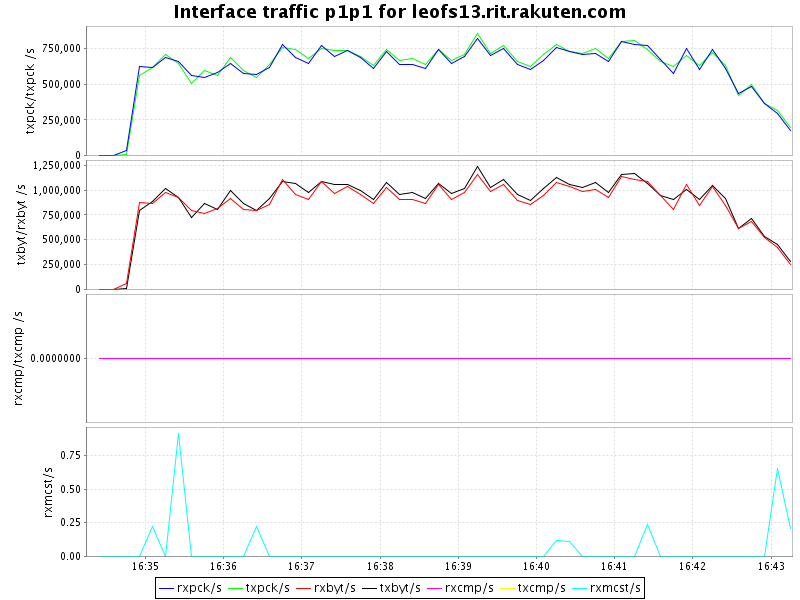 Interface traffic p1p1 for leofs13.rit.rakuten.com
txpck/txpck /s
750,000
500,000
250,000
0
txbyt/rxbyt /s
1,250,000
1,000,000
750,000
500,000
250,000
0
rxcmp/txcmp /s
0.0000000
rxmcst/s
0.75
0.50
0.25
0.00
16:35 16:36 16:37 16:38 16:39 16:40 16:41 16:42 16:43
rxpck/s txpck/s rxbyt/s txbyt/s rxcmp/s txcmp/s rxmcst/s